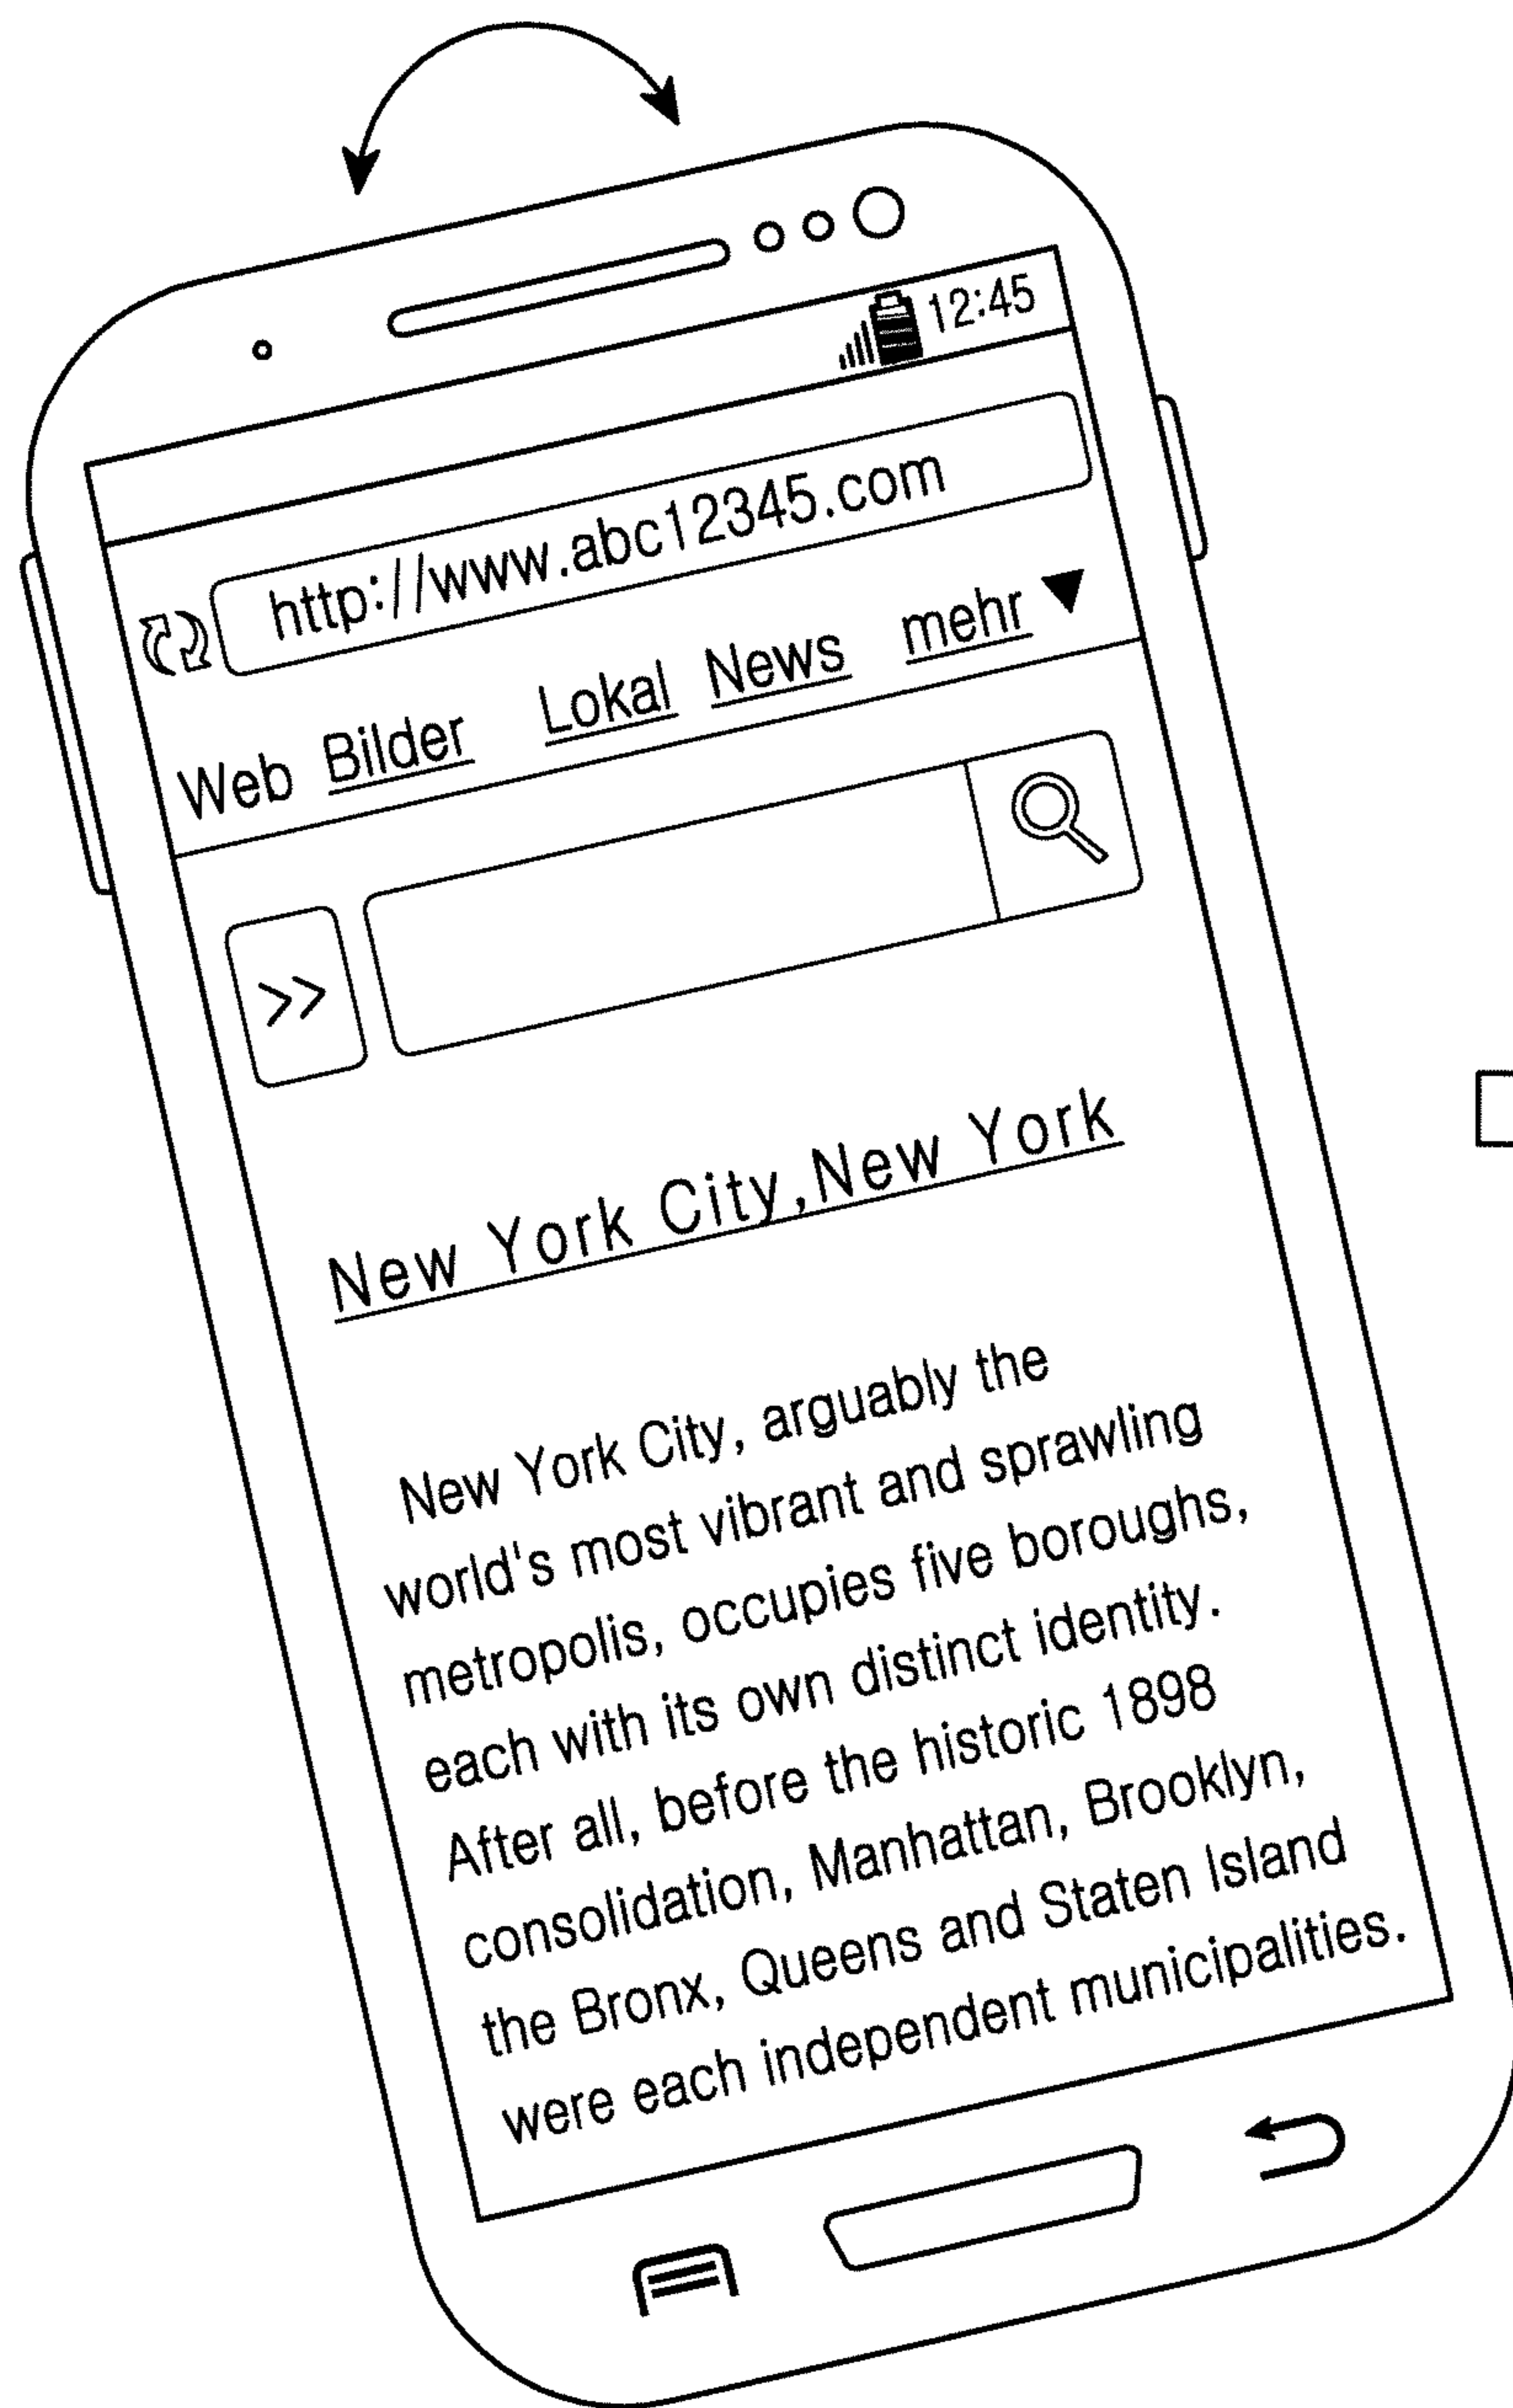 12:45
http://www.abc12345.com
Web Bilder Lokal News mehr ▼
>>
New York City,New York
New York City, arguably the
world's most vibrant and sprawling
metropolis, occupies five boroughs,
each with its own distinct identity.
After all, before the historic 1898
consolidation, Manhattan, Brooklyn,
the Bronx, Queens and Staten Island
were each independent municipalities.